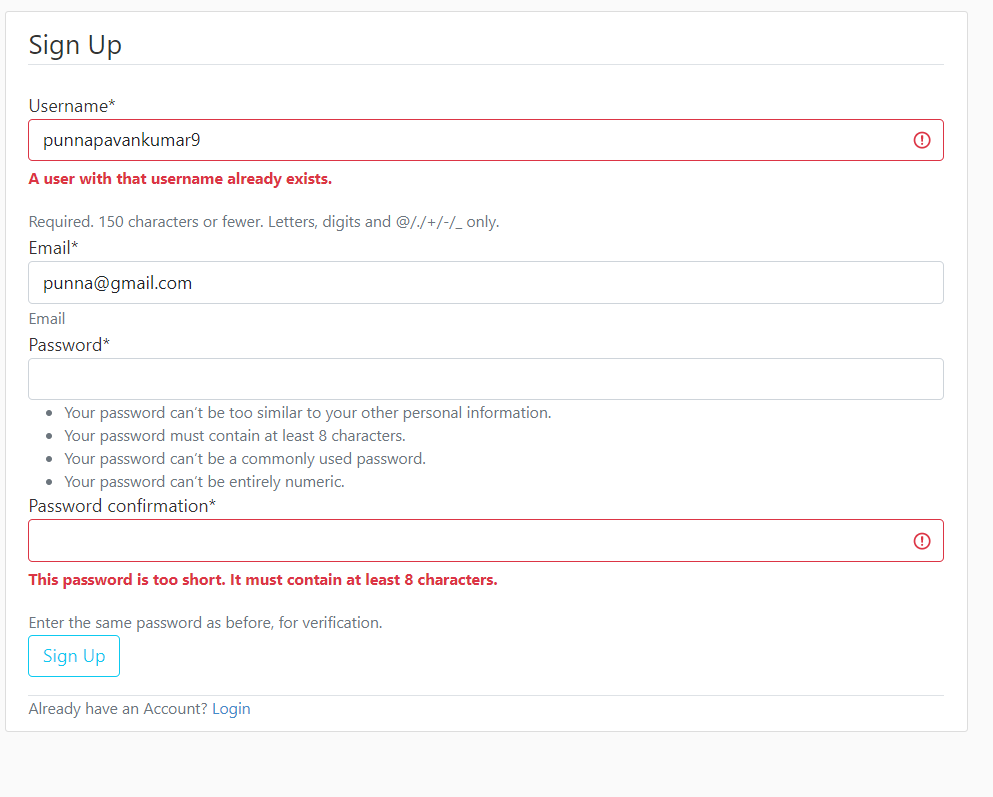 Sign Up
Username*
punnapavankumar9
A user with that username already exists.
Required. 150 characters or fewer. Letters, digits and @/./+/-/_ only.
Email*
punna@gmail.com
Email
Password*
• Your password can’t be too similar to your other personal information.
• Your password must contain at least 8 characters.
• Your password can’t be a commonly used password.
• Your password can’t be entirely numeric.
Password confirmation*
This password is too short. It must contain at least 8 characters.
Enter the same password as before, for verification.
Sign Up
Already have an Account? Login